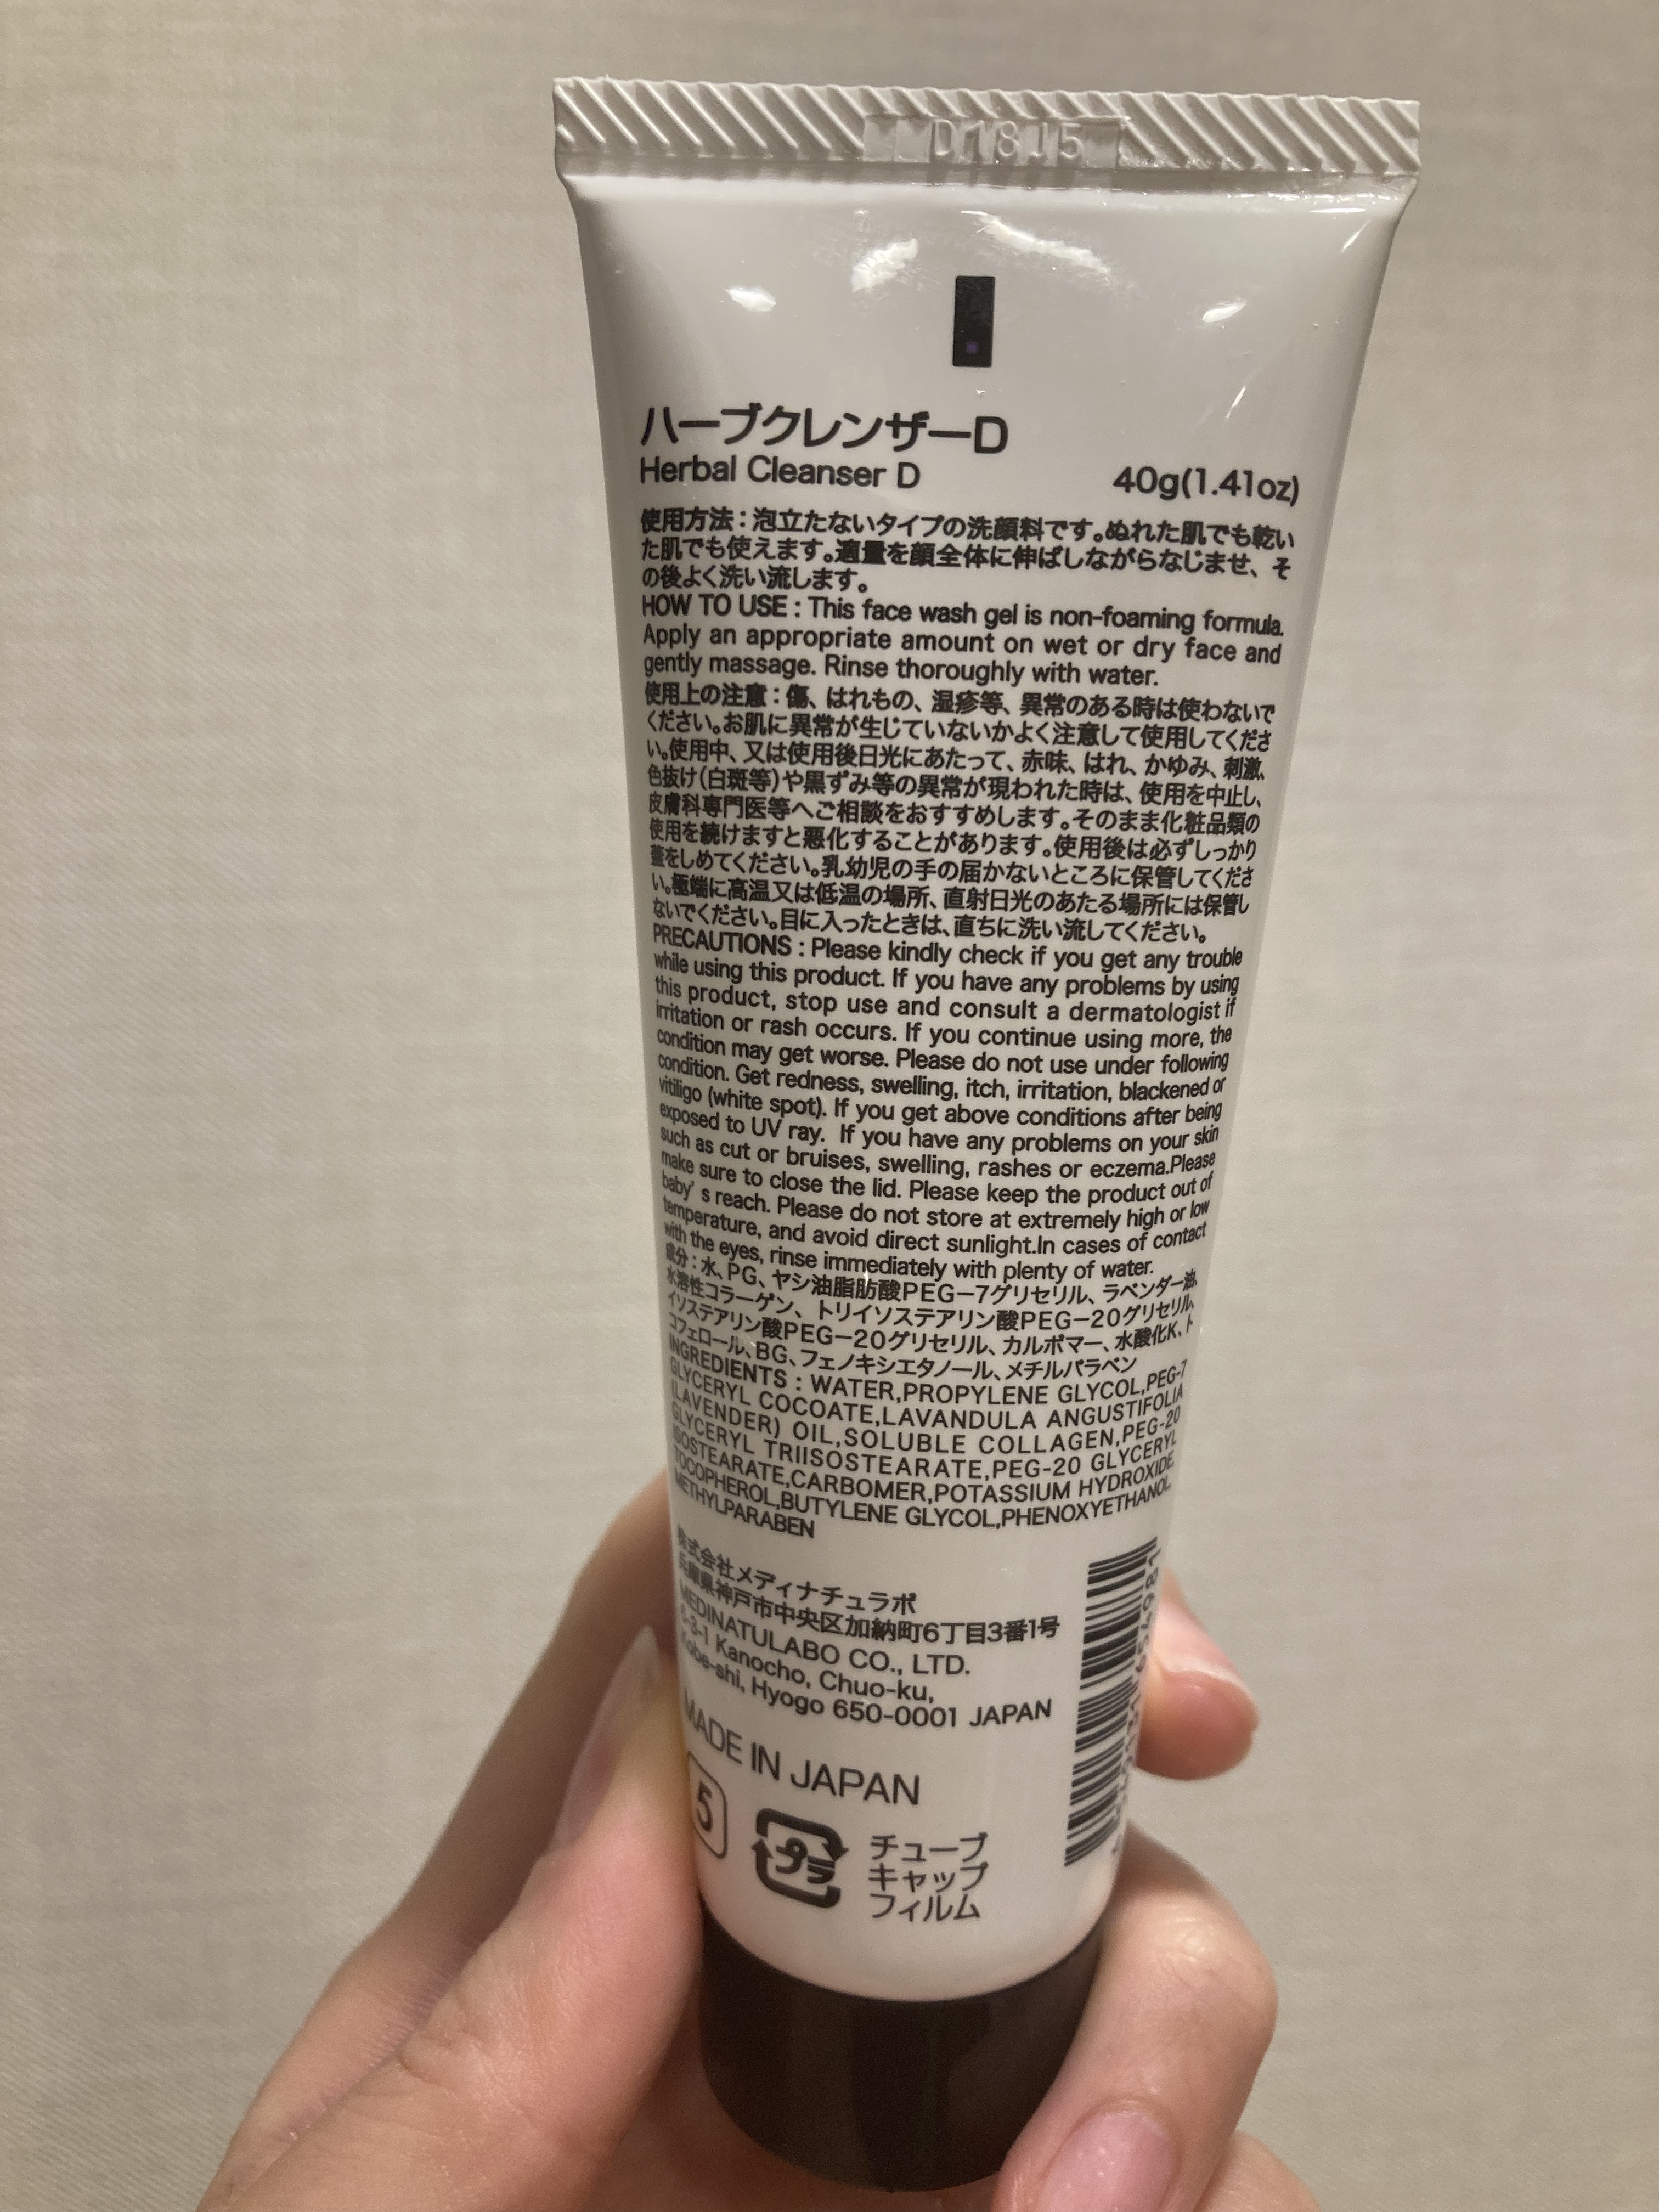 D1815
ハーブクレンザーD
Herbal Cleanser D 40g(1.41oz)
使用方法：泡立たないタイプの洗顔料です。ぬれた肌でも乾い
た肌でも使えます。適量を顔全体に伸ばしながらなじませ、そ
の後よく洗い流します。
HOW TO USE : This face wash gel is non-foaming formula.
Apply an appropriate amount on wet or dry face and
gently massage. Rinse thoroughly with water.
使用上の注意：傷、はれもの、湿疹等、異常のある時は使わないで
ください。お肌に異常が生じていないかよく注意して使用してくださ
い。使用中、又は使用後日光にあたって、赤味、はれ、かゆみ、刺激、
色抜け(白斑等)や黒ずみ等の異常が現われた時は、使用を中止し、
皮膚科専門医等へご相談をおすすめします。そのまま化粧品類の
使用を続けますと悪化することがあります。使用後は必ずしっかり
蓋をしめてください。乳幼児の手の届かないところに保管してくださ
い。極端に高温又は低温の場所、直射日光のあたる場所には保管し
ないでください。目に入ったときは、直ちに洗い流してください。
PRECAUTIONS : Please kindly check if you get any trouble
while using this product. If you have any problems by using
this product, stop use and consult a dermatologist if
irritation or rash occurs. If you continue using more, the
condition may get worse. Please do not use under following
condition. Get redness, swelling, itch, irritation, blackened or
vitiligo (white spot). If you get above conditions after being
exposed to UV ray. If you have any problems on your skin
such as cut or bruises, swelling, rashes or eczema.Please
make sure to close the lid. Please keep the product out of
baby's reach. Please do not store at extremely high or low
temperature, and avoid direct sunlight.In cases of contact
with the eyes, rinse immediately with plenty of water.
成分：水、PG、ヤシ油脂肪酸PEG−7グリセリル、ラベンダー油、
水溶性コラーゲン、トリイソステアリン酸PEG−20グリセリル、
イソステアリン酸PEG−20グリセリル、カルボマー、水酸化K、ト
コフェロール、BG、フェノキシエタノール、メチルパラベン
INGREDIENTS : WATER,PROPYLENE GLYCOL,PEG-7
GLYCERYL COCOATE,LAVANDULA ANGUSTIFOLIA
(LAVENDER) OIL,SOLUBLE COLLAGEN,PEG-20
GLYCERYL TRIISOSTEARATE,PEG-20 GLYCERYL
ISOSTEARATE,CARBOMER,POTASSIUM HYDROXIDE,
TOCOPHEROL,BUTYLENE GLYCOL,PHENOXYETHANOL,
METHYLPARABEN
株式会社メディナチュラボ
兵庫県神戸市中央区加納町6丁目3番1号
MEDINATULABO CO., LTD.
6-3-1 Kanocho, Chuo-ku,
Kobe-shi, Hyogo 650-0001 JAPAN
MADE IN JAPAN
5
プラ
チューブ
キャップ
フィルム